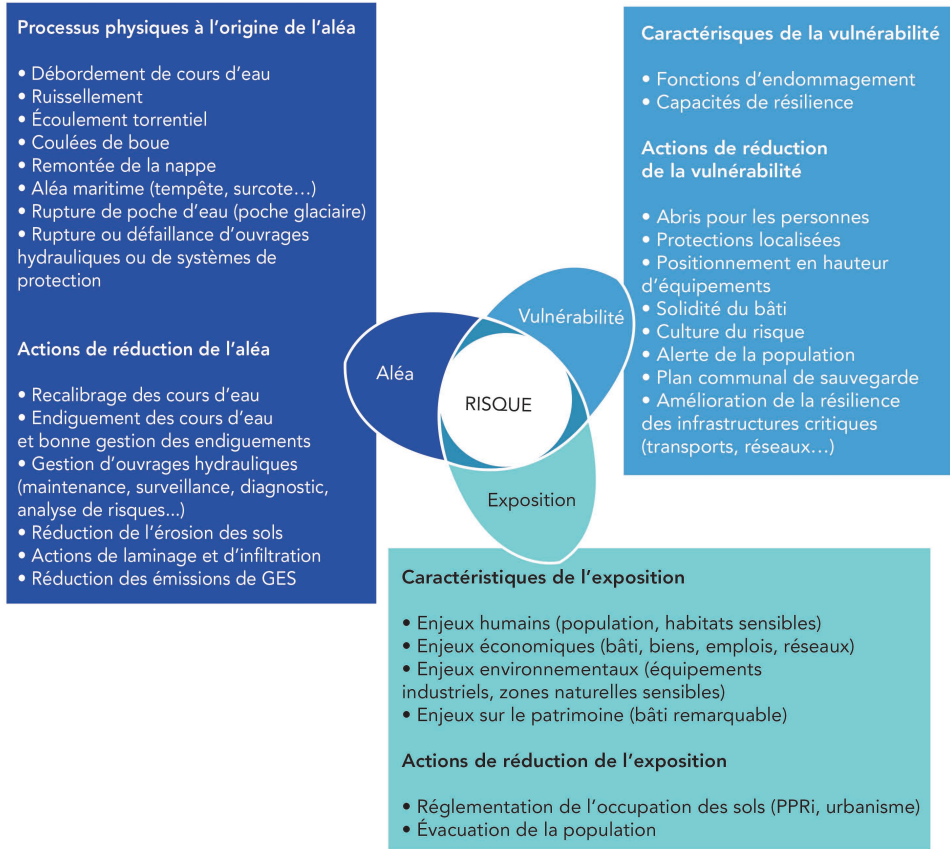 Processus physiques à l'origine de l'aléa
• Débordement de cours d'eau
• Ruissellement
• Écoulement torrentiel
• Coulées de boue
• Remontée de la nappe
• Aléa maritime (tempête, surcote…)
• Rupture de poche d'eau (poche glaciaire)
• Rupture ou défaillance d'ouvrages
hydrauliques ou de systèmes de
protection
Actions de réduction de l'aléa
• Recalibrage des cours d'eau
• Endiguement des cours d'eau
et bonne gestion des endiguements
• Gestion d'ouvrages hydrauliques
(maintenance, surveillance, diagnostic,
analyse de risques...)
• Réduction de l'érosion des sols
• Actions de laminage et d'infiltration
• Réduction des émissions de GES
Caractérisques de la vulnérabilité
• Fonctions d'endommagement
• Capacités de résilience
Actions de réduction
de la vulnérabilité
• Abris pour les personnes
• Protections localisées
• Positionnement en hauteur
d'équipements
• Solidité du bâti
• Culture du risque
• Alerte de la population
• Plan communal de sauvegarde
• Amélioration de la résilience
des infrastructures critiques
(transports, réseaux…)
Vulnérabilité
Aléa
RISQUE
Exposition
Caractéristiques de l'exposition
• Enjeux humains (population, habitats sensibles)
• Enjeux économiques (bâti, biens, emplois, réseaux)
• Enjeux environnementaux (équipements
industriels, zones naturelles sensibles)
• Enjeux sur le patrimoine (bâti remarquable)
Actions de réduction de l'exposition
• Réglementation de l'occupation des sols (PPRi, urbanisme)
• Évacuation de la population